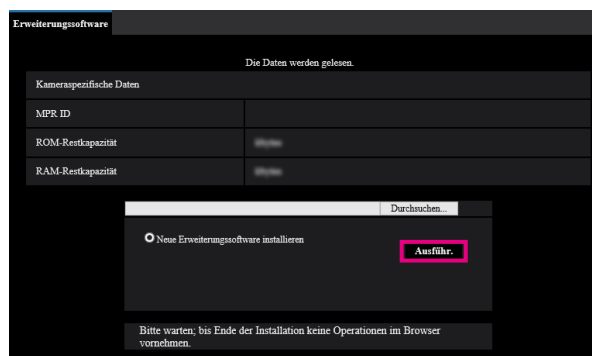 Erweiterungssoftware
Die Daten werden gelesen.
Kameraspezifische Daten
MPR ID
ROM-Restkapazität
RAM-Restkapazität
Durchsuchen...
Neue Erweiterungssoftware installieren
Ausführ.
Bitte warten; bis Ende der Installation keine Operationen im Browser
vornehmen.